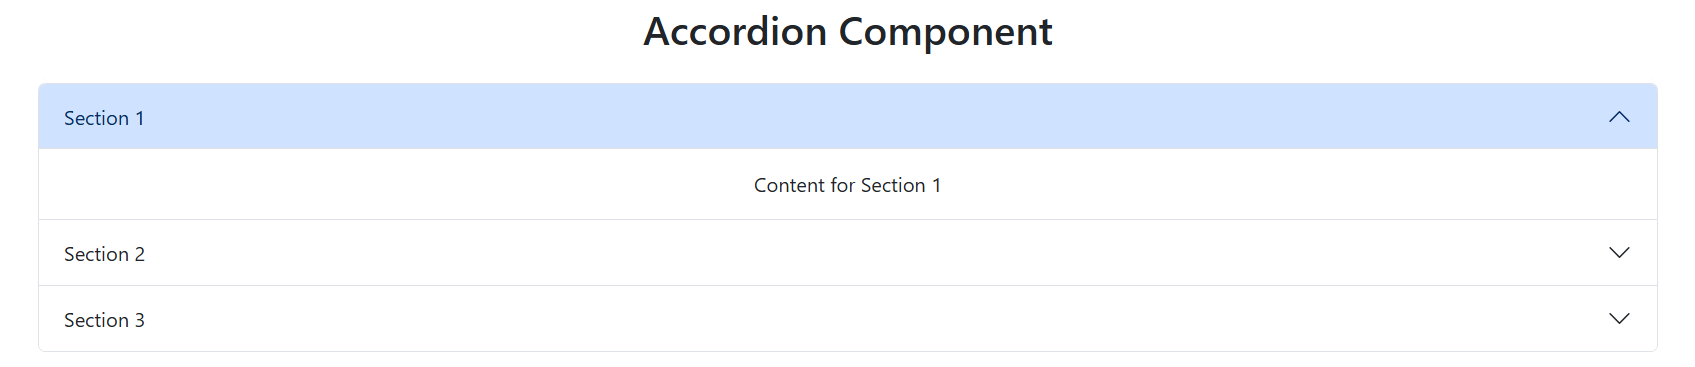 Accordion Component
Section 1
Content for Section 1
Section 2
Section 3